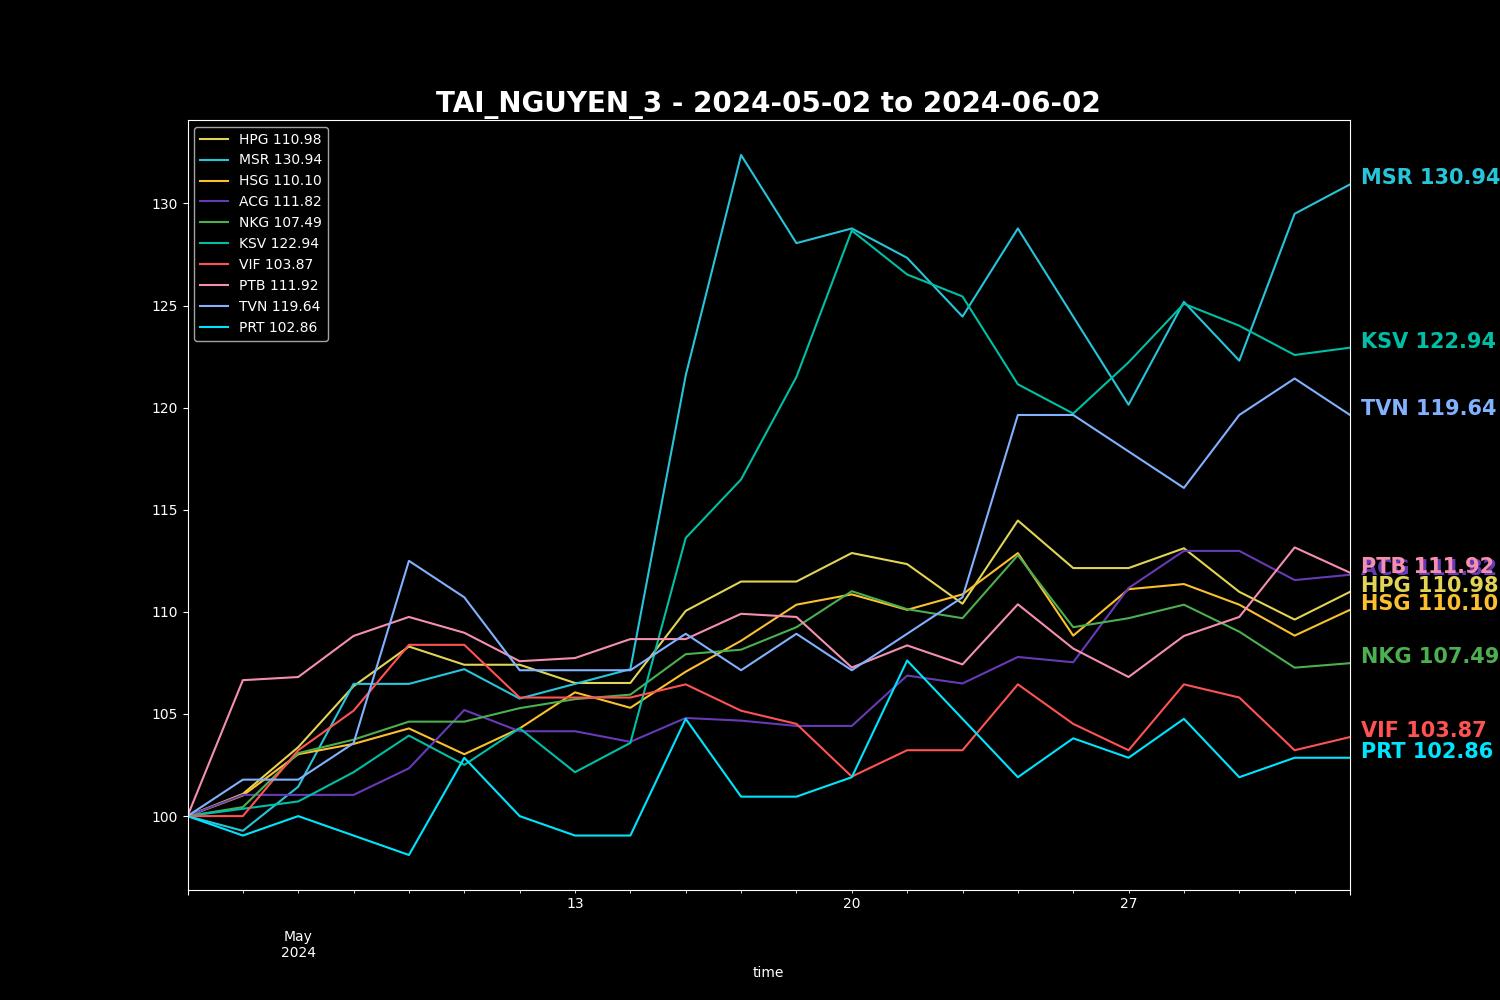 TAI_NGUYEN_3 - 2024-05-02 to 2024-06-02
HPG 110.98
MSR 130.94
HSG 110.10
ACG 111.82
NKG 107.49
KSV 122.94
VIF 103.87
PTB 111.92
TVN 119.64
PRT 102.86
130
125
120
115
110
105
100
MSR 130.94
KSV 122.94
TVN 119.64
PTB 111.92
ACG 111.82
HPG 110.98
HSG 110.10
NKG 107.49
VIF 103.87
PRT 102.86
13
20
27
May
2024
time